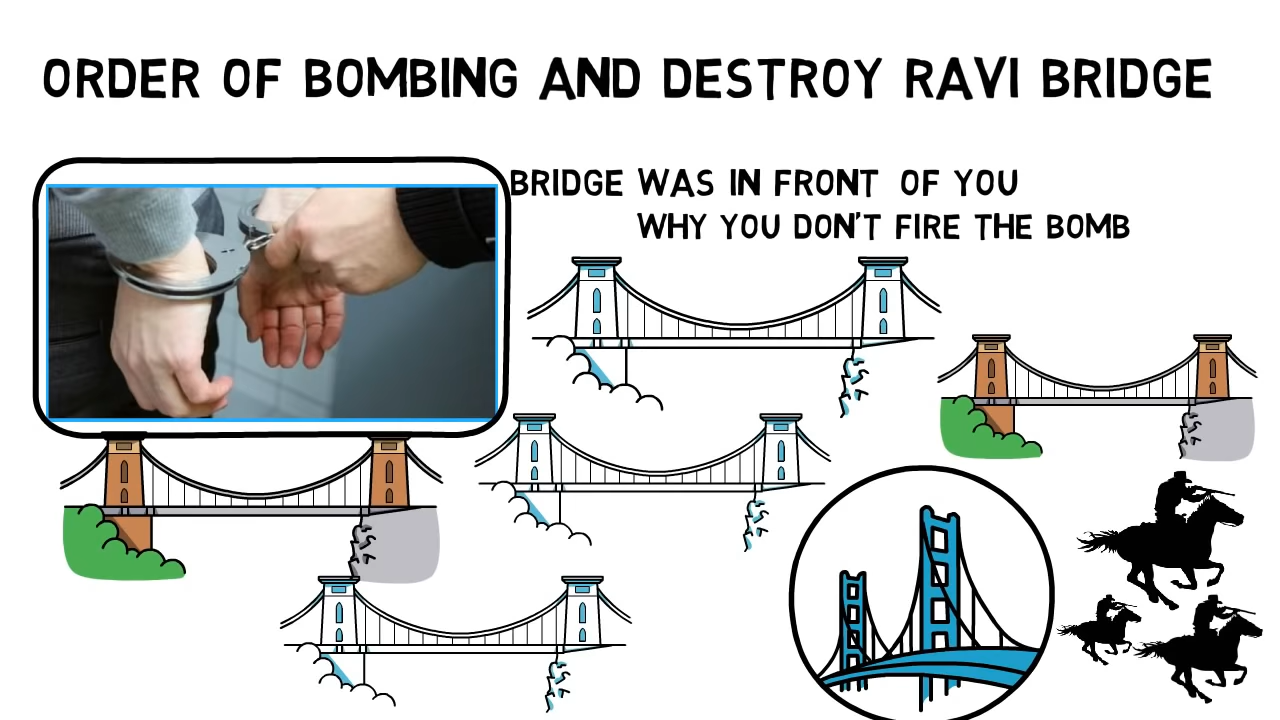 ORDER OF BOMBING AND DESTROY RAVI BRIDGE
BRIDGE WAS IN FRONT OF YOU
WHY YOU DON'T FIRE THE BOMB